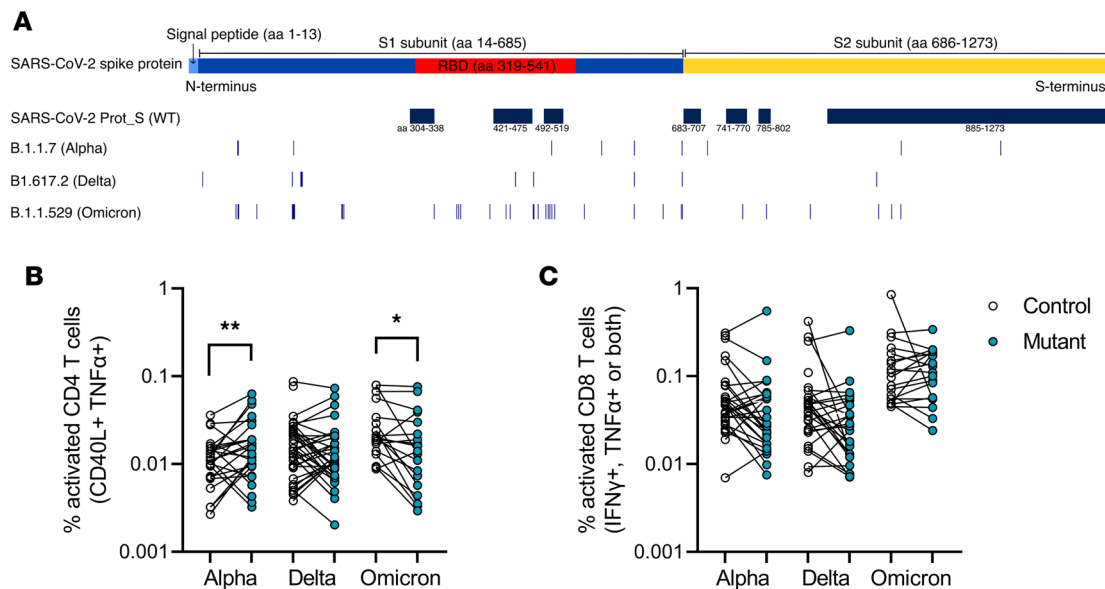 A
Signal peptide (aa 1-13)
S1 subunit (aa 14-685)
S2 subunit (aa 686-1273)
SARS-CoV-2 spike protein
RBD (aa 319-541)
N-terminus
S-terminus
SARS-CoV-2 Prot_S (WT)
aa 304-338
421-475
492-519
683-707
741-770
785-802
885-1273
B.1.1.7 (Alpha)
B1.617.2 (Delta)
B.1.1.529 (Omicron)
B
% activated CD4 T cells
(CD40L+ TNFα+)
1
0.1
0.01
0.001
**
*
Alpha
Delta
Omicron
C
% activated CD8 T cells
(IFNγ+, TNFα+ or both)
1
0.1
0.01
0.001
Alpha
Delta
Omicron
Control
Mutant